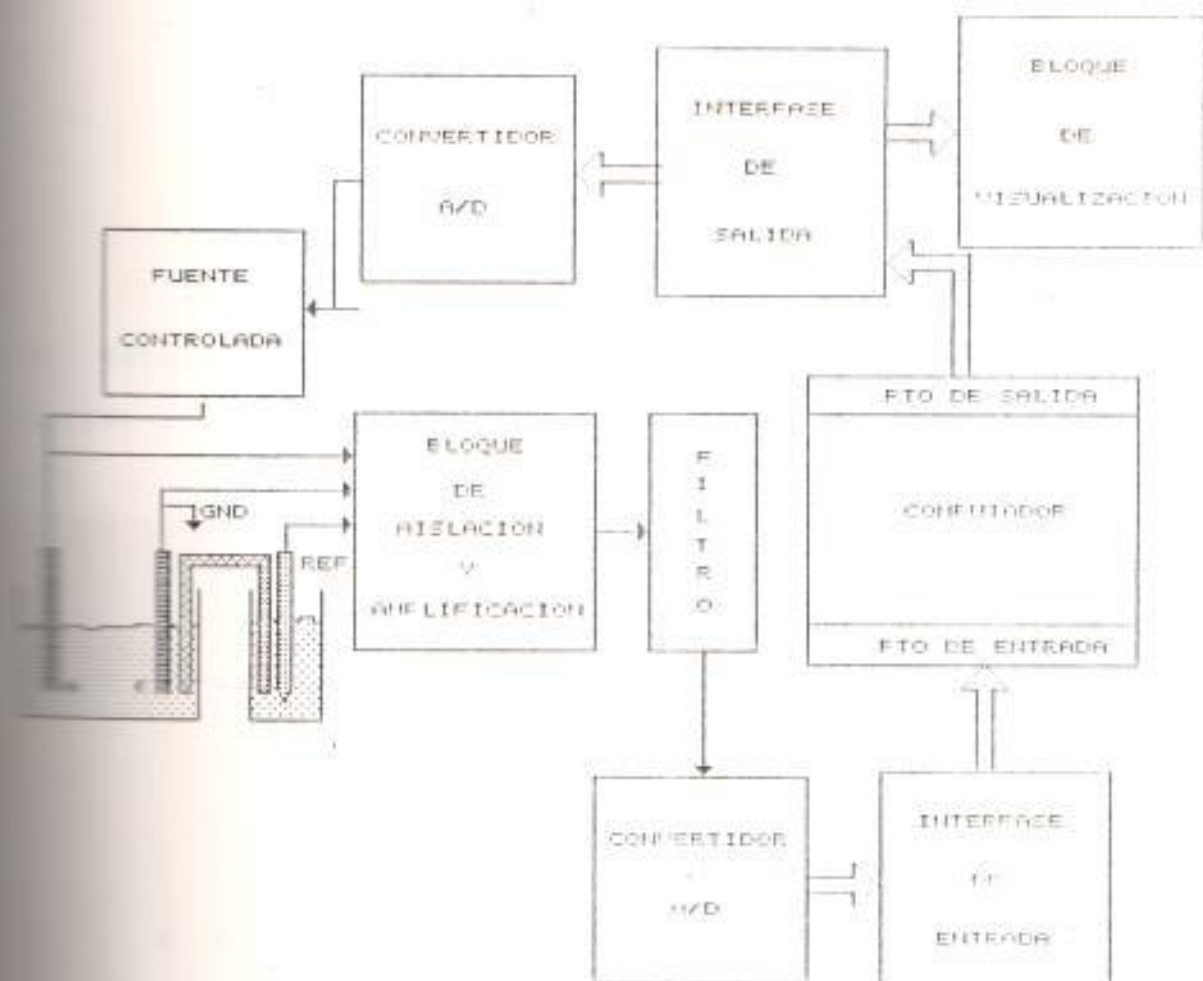 BLOQUE
DE
VISUALIZACION
INTERFASE
DE
SALIDA
CONVERTIDOR
A/D
FUENTE
CONTROLADA
PTO DE SALIDA
COMPUTADOR
PTO DE ENTRADA
BLOQUE
DE
AISLACION
Y
AMPLIFICACION
F
I
L
T
R
O
GND
REF
CONVERTIDOR
A/D
INTERFASE
DE
ENTRADA